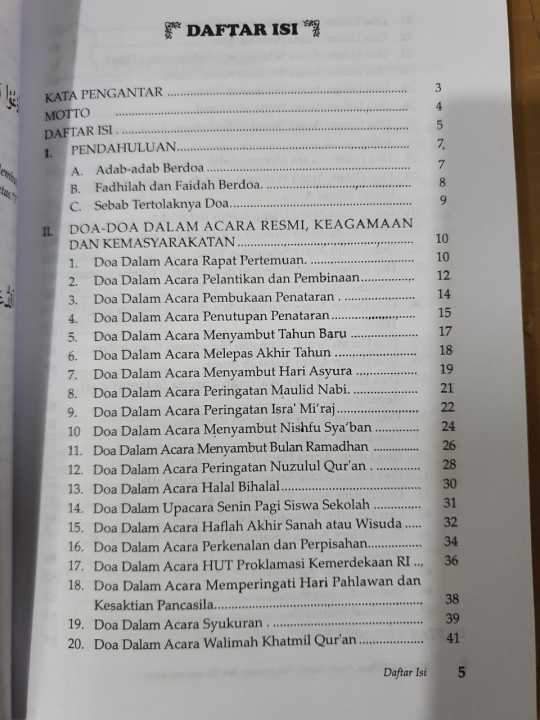 DAFTAR ISI
KATA PENGANTAR ........................................ 3
MOTTO ........................................ 4
DAFTAR ISI ........................................ 5
I. PENDAHULUAN........................................ 7
A. Adab-adab Berdoa ........................................ 7
B. Fadhilah dan Faidah Berdoa. ........................................ 8
C. Sebab Tertolaknya Doa........................................ 9
II. DOA-DOA DALAM ACARA RESMI, KEAGAMAAN
DAN KEMASYARAKATAN ........................................ 10
1. Doa Dalam Acara Rapat Pertemuan. .............................. 10
2. Doa Dalam Acara Pelantikan dan Pembinaan............... 12
3. Doa Dalam Acara Pembukaan Penataran . .................... 14
4. Doa Dalam Acara Penutupan Penataran...................... 15
5. Doa Dalam Acara Menyambut Tahun Baru .................. 17
6. Doa Dalam Acara Melepas Akhir Tahun ...................... 18
7. Doa Dalam Acara Menyambut Hari Asyura ................. 19
8. Doa Dalam Acara Peringatan Maulid Nabi. .................. 21
9. Doa Dalam Acara Peringatan Isra' Mi'raj...................... 22
10 Doa Dalam Acara Menyambut Nishfu Sya'ban ............. 24
11. Doa Dalam Acara Menyambut Bulan Ramadhan .............. 26
12. Doa Dalam Acara Peringatan Nuzulul Qur'an . ............. 28
13. Doa Dalam Acara Halal Bihalal........................................ 30
14. Doa Dalam Upacara Senin Pagi Siswa Sekolah ............. 31
15. Doa Dalam Acara Haflah Akhir Sanah atau Wisuda ..... 32
16. Doa Dalam Acara Perkenalan dan Perpisahan............... 34
17. Doa Dalam Acara HUT Proklamasi Kemerdekaan RI .., 36
18. Doa Dalam Acara Memperingati Hari Pahlawan dan
Kesaktian Pancasila........................................ 38
19. Doa Dalam Acara Syukuran . ........................................ 39
20. Doa Dalam Acara Walimah Khatmil Qur'an .................. 41
Daftar Isi 5